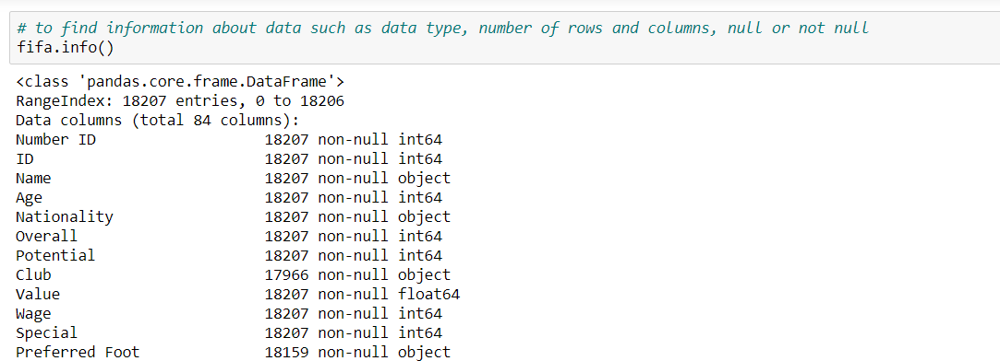 # to find information about data such as data type, number of rows and columns, null or not null
fifa.info()
<class 'pandas.core.frame.DataFrame'>
RangeIndex: 18207 entries, 0 to 18206
Data columns (total 84 columns):
Number ID                   18207 non-null int64
ID                          18207 non-null int64
Name                        18207 non-null object
Age                         18207 non-null int64
Nationality                 18207 non-null object
Overall                     18207 non-null int64
Potential                   18207 non-null int64
Club                        17966 non-null object
Value                       18207 non-null float64
Wage                        18207 non-null int64
Special                     18207 non-null int64
Preferred Foot              18159 non-null object